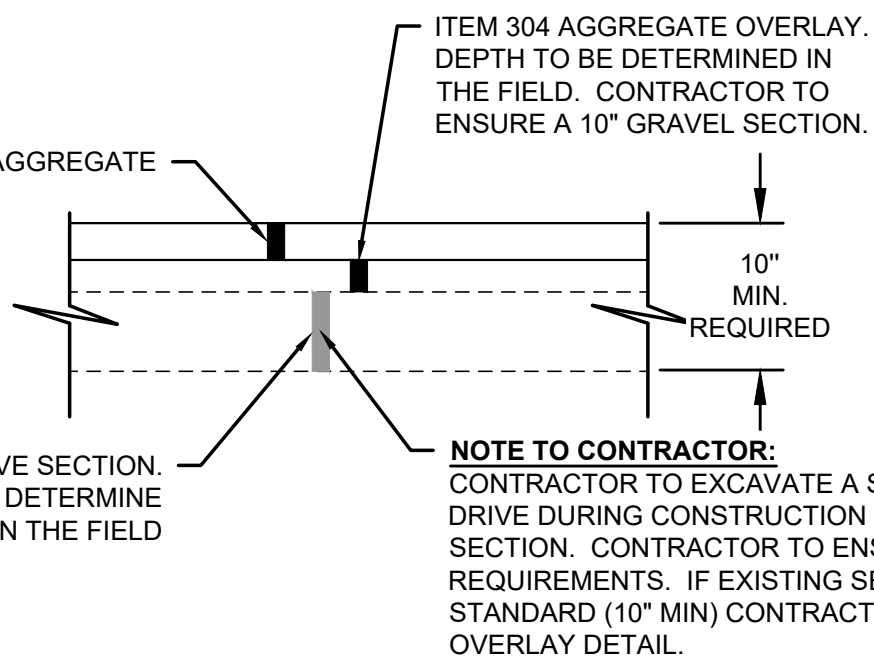 ITEM 304 AGGREGATE OVERLAY.
DEPTH TO BE DETERMINED IN
THE FIELD. CONTRACTOR TO
ENSURE A 10" GRAVEL SECTION.
AGGREGATE
10"
MIN.
REQUIRED
VE SECTION.
DETERMINE
N THE FIELD
NOTE TO CONTRACTOR:
CONTRACTOR TO EXCAVATE A S
DRIVE DURING CONSTRUCTION
SECTION. CONTRACTOR TO ENS
REQUIREMENTS. IF EXISTING SE
STANDARD (10" MIN) CONTRACT
OVERLAY DETAIL.